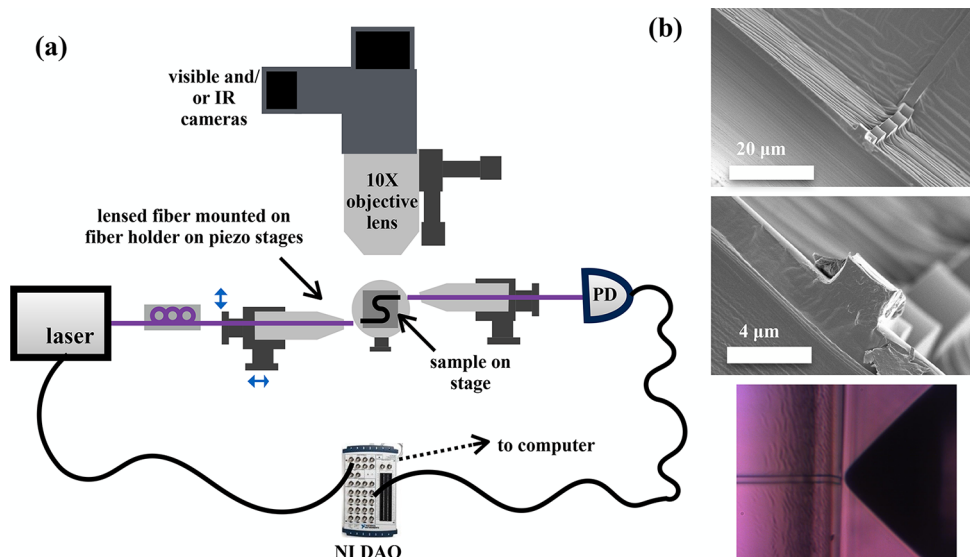 (a)
visible and/
or IR
cameras
10X
objective
lens
lensed fiber mounted on
fiber holder on piezo stages
laser
PD
sample on
stage
to computer
NI DAQ
(b)
20 μm
4 μm